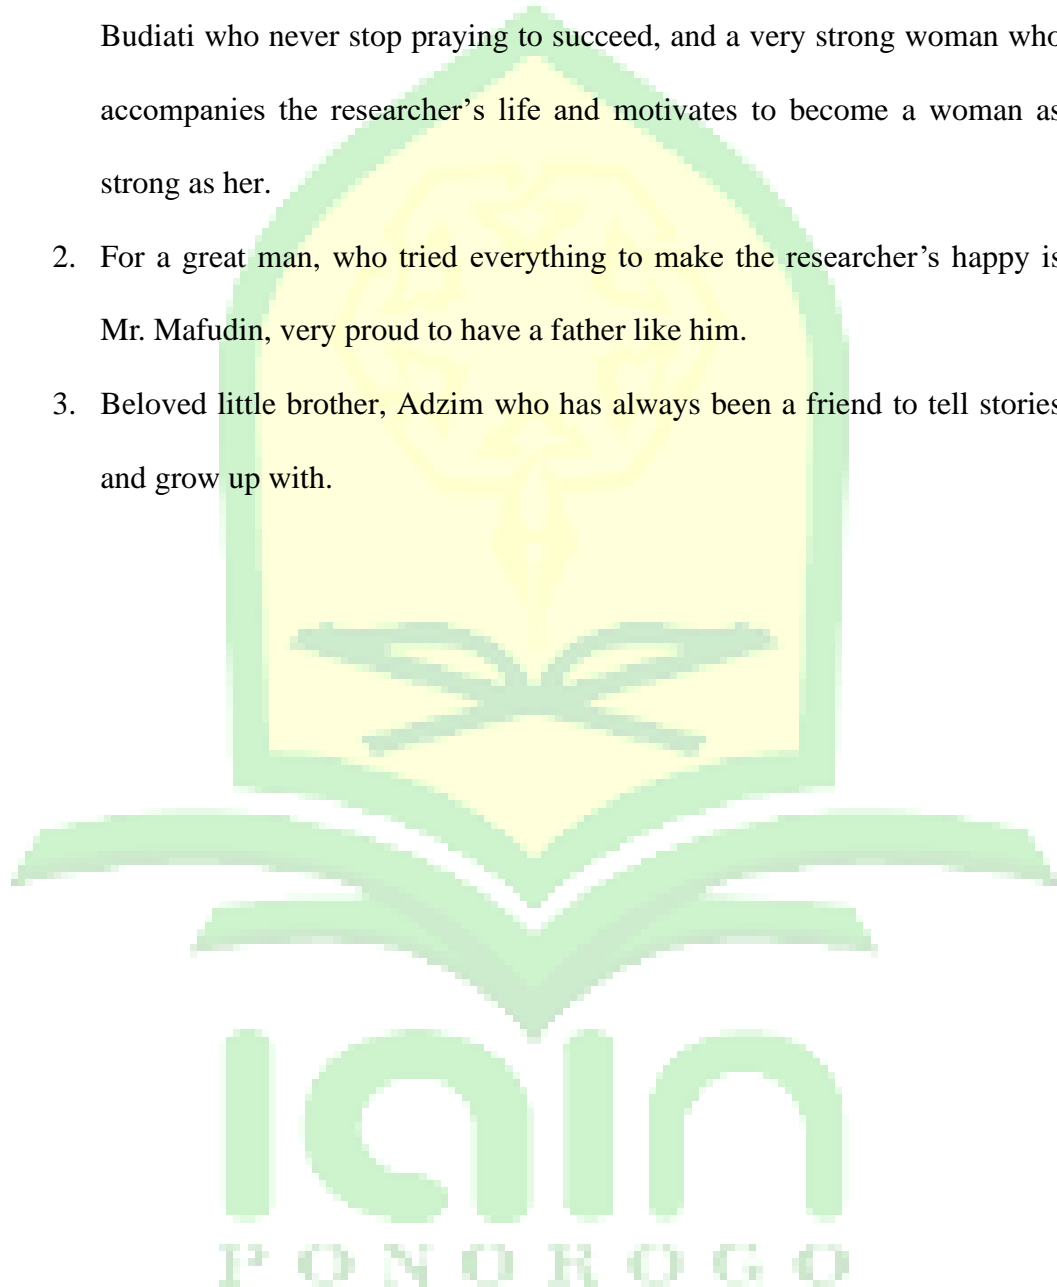 Budiati who never stop praying to succeed, and a very strong woman who
accompanies the researcher’s life and motivates to become a woman as
strong as her.
2. For a great man, who tried everything to make the researcher’s happy is
Mr. Mafudin, very proud to have a father like him.
3. Beloved little brother, Adzim who has always been a friend to tell stories
and grow up with.
iain
PONOROGO